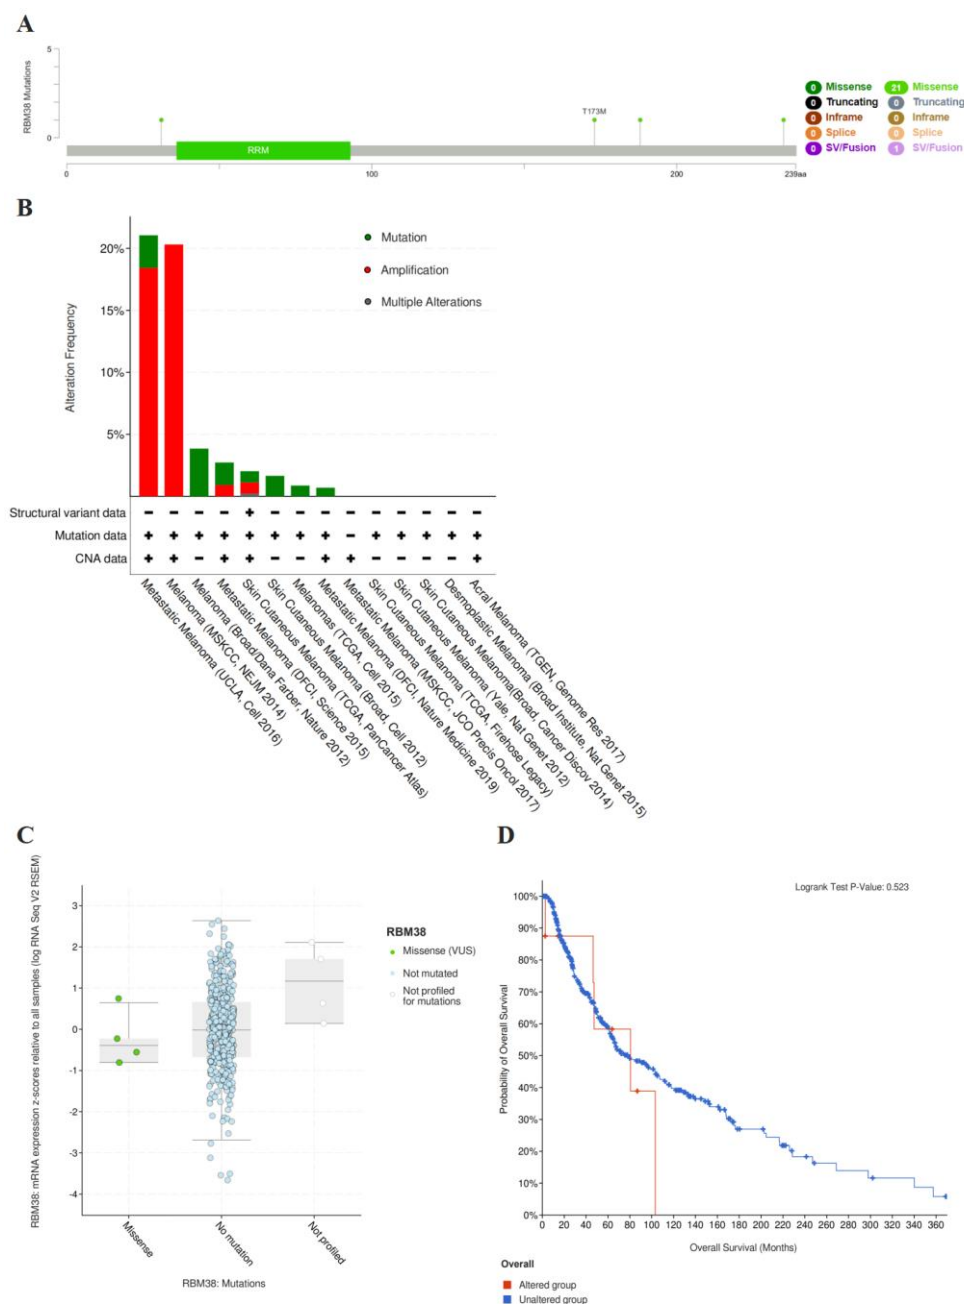 A
RBM38 Mutations
5
0
T173M
RRM
0
100
200
239aa
0 Missense
21 Missense
0 Truncating
0 Truncating
0 Inframe
0 Inframe
0 Splice
0 Splice
0 SV/Fusion
1 SV/Fusion
B
Alteration Frequency
20%
15%
10%
5%
Mutation
Amplification
Multiple Alterations
Structural variant data - - - - + - - - - - - - - -
Mutation data + + + + + + + + - + + + + +
CNA data + + - + + - - + + - - - - +
Metastatic Melanoma (UCLA, Cell 2016)
Melanoma (MSKCC, NEJM 2014)
Melanoma (Broad/Dana Farber, Nature 2012)
Metastatic Melanoma (DFCI, Science 2015)
Skin Cutaneous Melanoma (TCGA, PanCancer Atlas)
Skin Cutaneous Melanoma (Broad, Cell 2012)
Melanomas (TCGA, Cell 2015)
Metastatic Melanoma (DFCI, Nature Medicine 2019)
Metastatic Melanoma (MSKCC, JCO Precis Oncol 2017)
Skin Cutaneous Melanoma (TCGA, Firehose Legacy)
Skin Cutaneous Melanoma (Yale, Nat Genet 2012)
Skin Cutaneous Melanoma(Broad, Cancer Discov 2014)
Desmoplastic Melanoma (Broad Institute, Nat Genet 2015)
Acral Melanoma (TGEN, Genome Res 2017)
C
RBM38: mRNA expression z-scores relative to all samples (log RNA Seq V2 RSEM)
3
2
1
0
-1
-2
-3
-4
Missense
No mutation
Not profiled
RBM38: Mutations
RBM38
Missense (VUS)
Not mutated
Not profiled
for mutations
D
Logrank Test P-Value: 0.523
Probability of Overall Survival
100%
90%
80%
70%
60%
50%
40%
30%
20%
10%
0%
0 20 40 60 80 100 120 140 160 180 200 220 240 260 280 300 320 340 360
Overall Survival (Months)
Overall
Altered group
Unaltered group